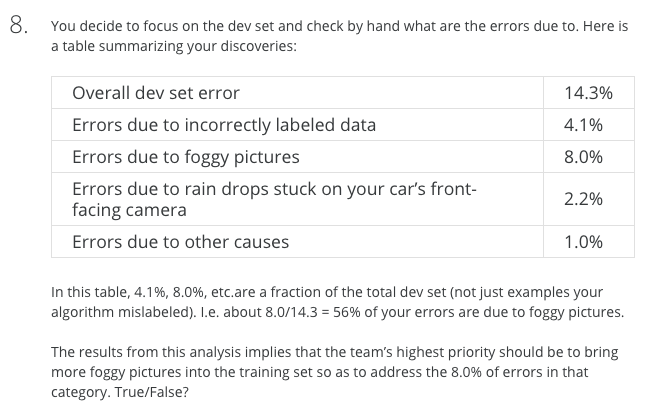 8. You decide to focus on the dev set and check by hand what are the errors due to. Here is
a table summarizing your discoveries:
Overall dev set error 14.3%
Errors due to incorrectly labeled data 4.1%
Errors due to foggy pictures 8.0%
Errors due to rain drops stuck on your car's front-
facing camera 2.2%
Errors due to other causes 1.0%
In this table, 4.1%, 8.0%, etc.are a fraction of the total dev set (not just examples your
algorithm mislabeled). I.e. about 8.0/14.3 = 56% of your errors are due to foggy pictures.
The results from this analysis implies that the team's highest priority should be to bring
more foggy pictures into the training set so as to address the 8.0% of errors in that
category. True/False?